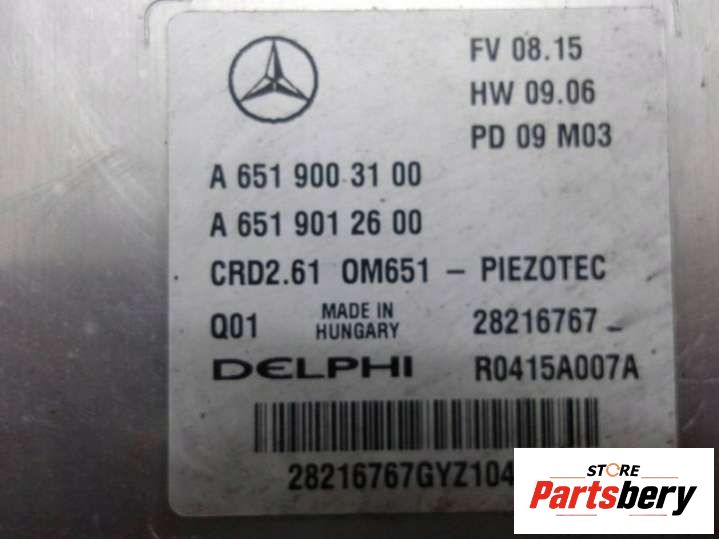 FV 08.15
HW 09.06
PD 09 M03
A 651 900 31 00
A 651 901 26 00
CRD2.61 OM651 - PIEZOTEC
Q01 MADE IN HUNGARY 28216767
DELPHI R0415A007A
28216767GYZ104
STORE
Partsbery